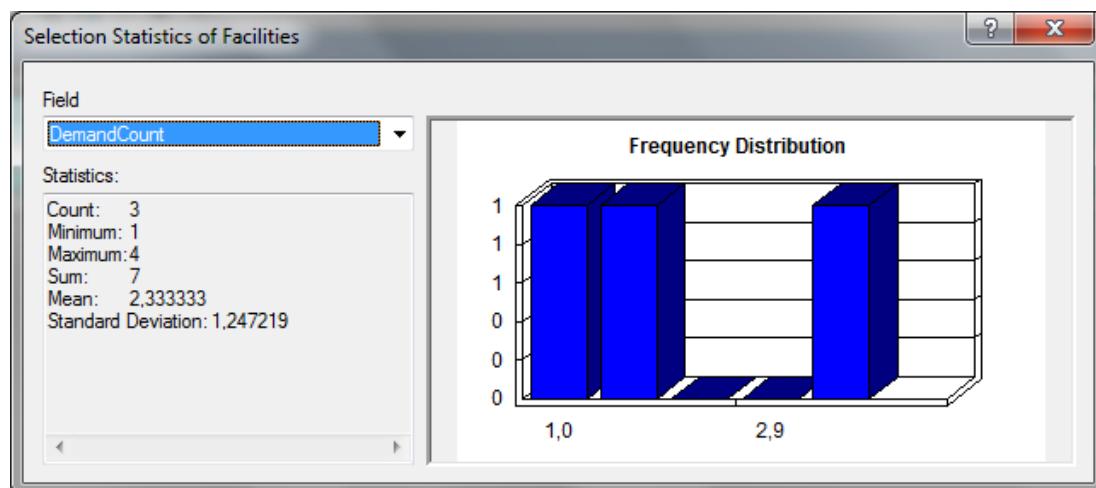 Selection Statistics of Facilities
Field
DemandCount
Statistics:
Count: 3
Minimum: 1
Maximum: 4
Sum: 7
Mean: 2,333333
Standard Deviation: 1,247219
Frequency Distribution
1
1
1
0
0
0
1,0 2,9